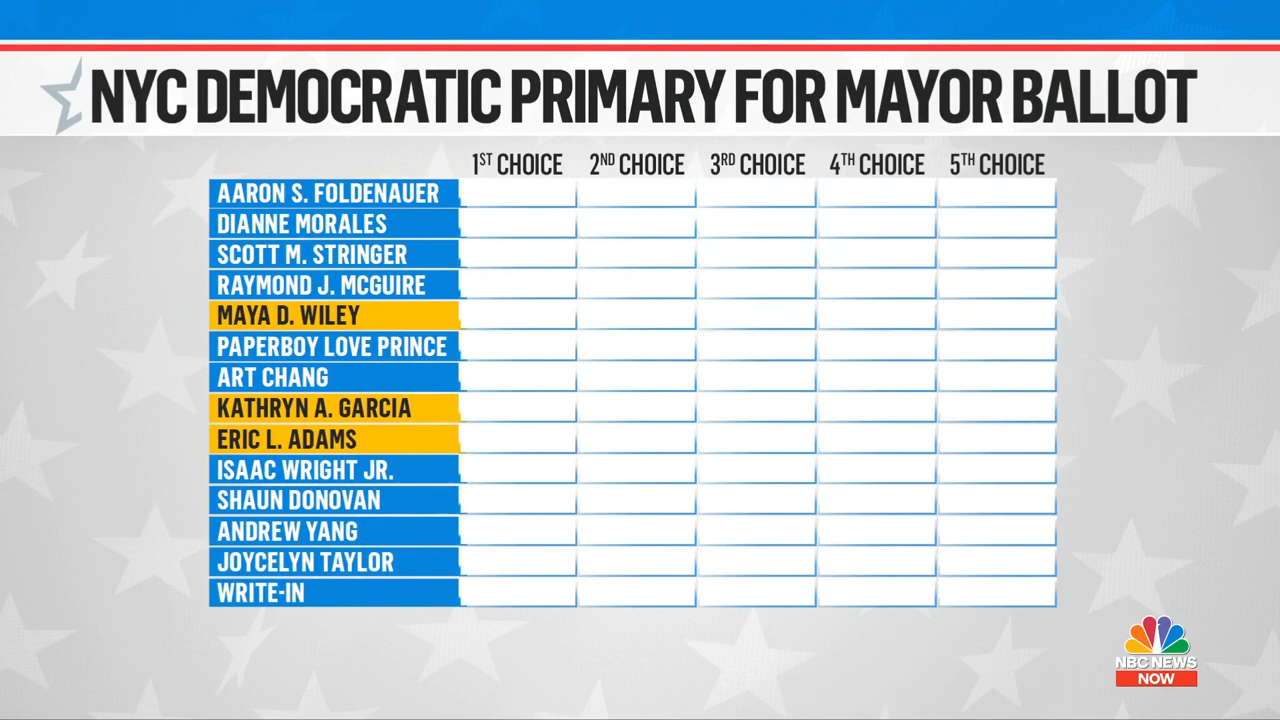 NYC DEMOCRATIC PRIMARY FOR MAYOR BALLOT
1ST CHOICE 2ND CHOICE 3RD CHOICE 4TH CHOICE 5TH CHOICE
AARON S. FOLDENAUER
DIANNE MORALES
SCOTT M. STRINGER
RAYMOND J. MCGUIRE
MAYA D. WILEY
PAPERBOY LOVE PRINCE
ART CHANG
KATHRYN A. GARCIA
ERIC L. ADAMS
ISAAC WRIGHT JR.
SHAUN DONOVAN
ANDREW YANG
JOYCELYN TAYLOR
WRITE-IN
NBC NEWS
NOW